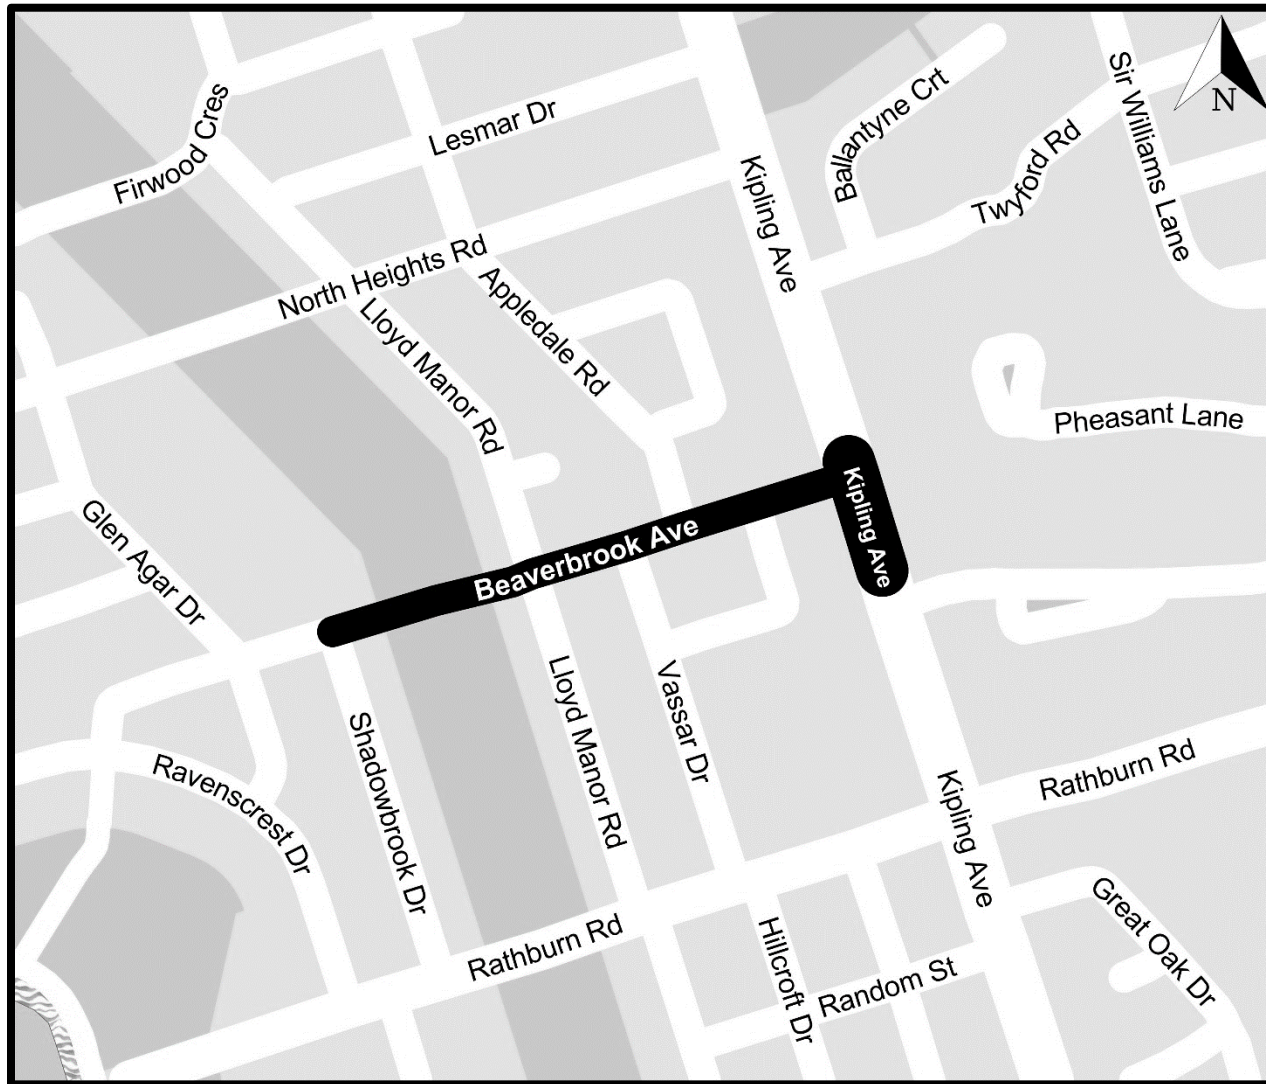 Firwood Cres
Lesmar Dr
Kipling Ave
Ballantyne Crt
Twyford Rd
Sir Williams Lane
N
North Heights Rd
Appledale Rd
Lloyd Manor Rd
Pheasant Lane
Glen Agar Dr
Beaverbrook Ave
Kipling Ave
Shadowbrook Dr
Lloyd Manor Rd
Vassar Dr
Ravenscrest Dr
Kipling Ave
Rathburn Rd
Rathburn Rd
Hillcroft Dr
Random St
Great Oak Dr